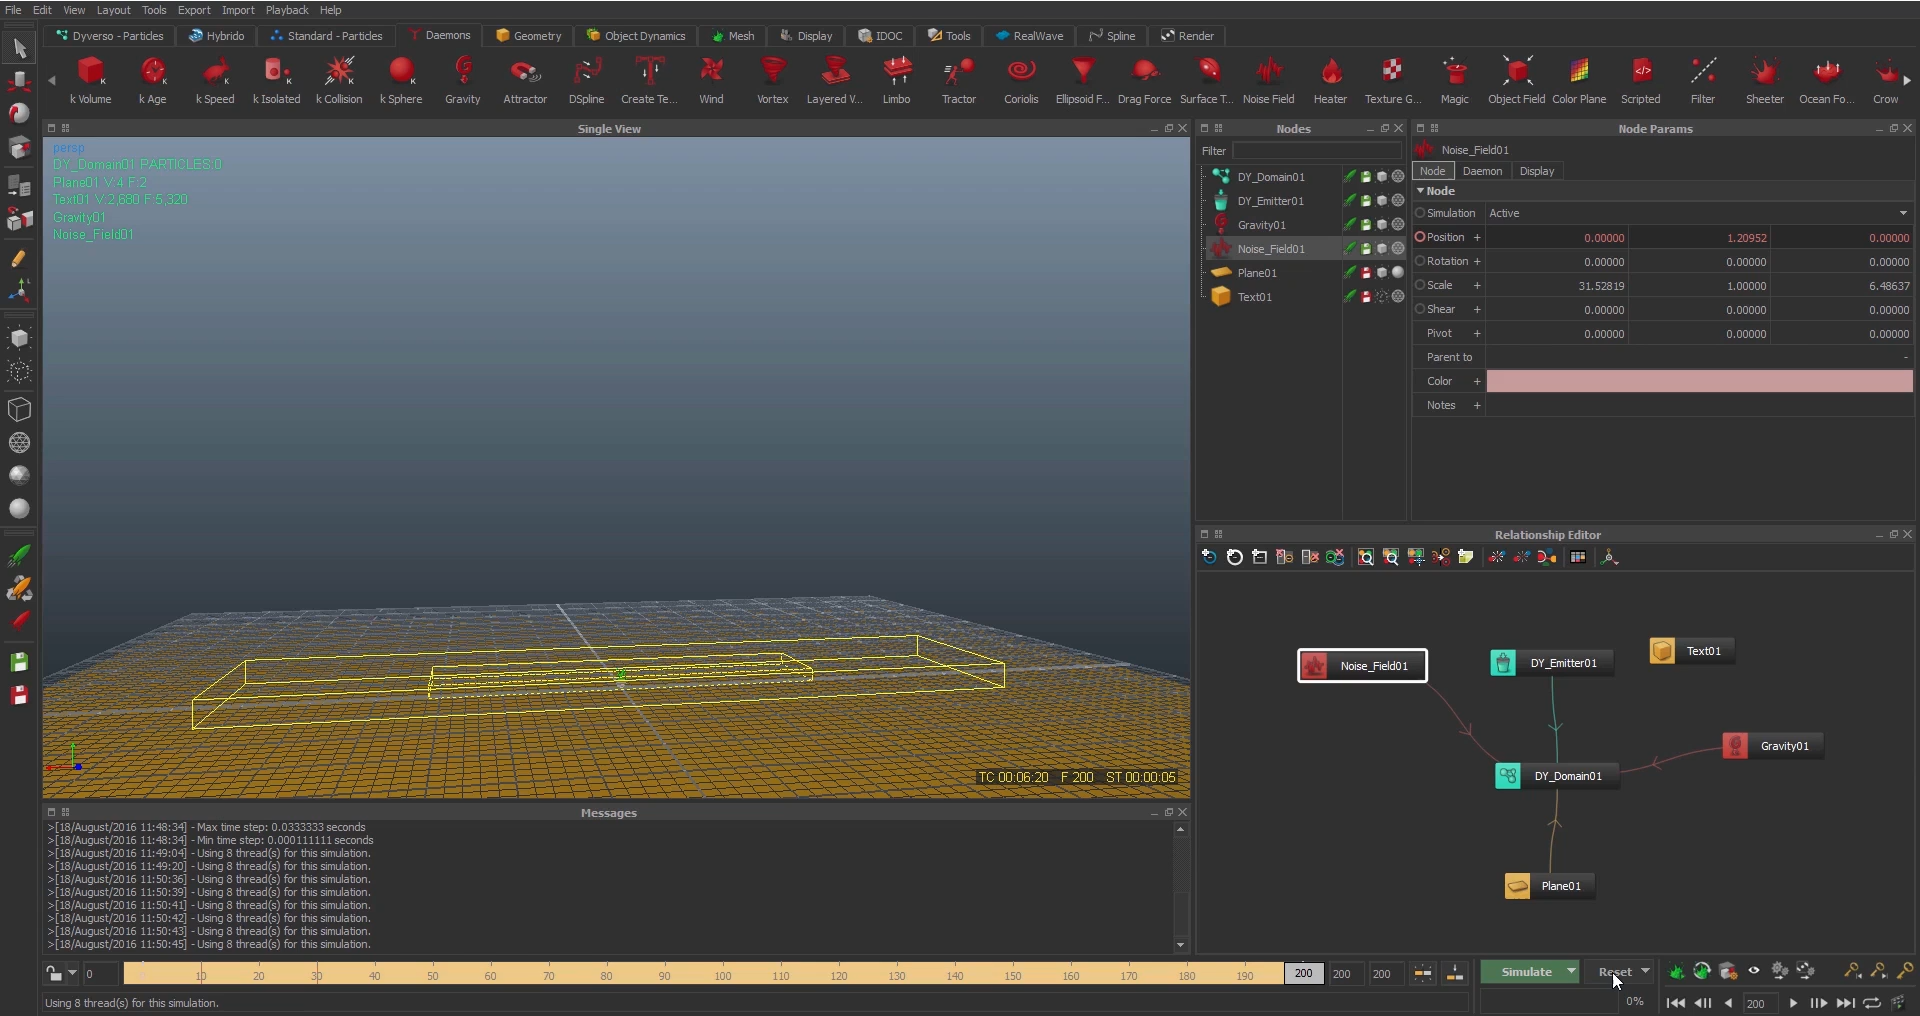 File Edit View Layout Tools Export Import Playback Help
Dyverso - Particles Hybrido Standard - Particles Daemons Geometry Object Dynamics Mesh Display IDOC Tools RealWave Spline Render
k Volume k Age k Speed k Isolated k Collision k Sphere Gravity Attractor DSpline Create Te... Wind Vortex Layered V... Limbo Tractor Coriolis Ellipsoid F... Drag Force Surface T... Noise Field Heater Texture G... Magic Object Field Color Plane Scripted Filter Sheeter Ocean Fo... Crow
Single View
persp
DY_Domain01 PARTICLES:0
Plane01 V:4 F:2
Text01 V:2,680 F:5,320
Gravity01
Noise_Field01
TC 00:06:20 F 200 ST 00:00:05
Nodes
Filter
DY_Domain01
DY_Emitter01
Gravity01
Noise_Field01
Plane01
Text01
Node Params
Noise_Field01
Node Daemon Display
Node
Simulation Active
Position + 0.00000 1.20952 0.00000
Rotation + 0.00000 0.00000 0.00000
Scale + 31.52819 1.00000 6.48637
Shear + 0.00000 0.00000 0.00000
Pivot + 0.00000 0.00000 0.00000
Parent to -
Color +
Notes +
Relationship Editor
Noise_Field01
DY_Emitter01
Text01
Gravity01
DY_Domain01
Plane01
Messages
>[18/August/2016 11:48:34] - Max time step: 0.0333333 seconds
>[18/August/2016 11:48:34] - Min time step: 0.000111111 seconds
>[18/August/2016 11:49:04] - Using 8 thread(s) for this simulation.
>[18/August/2016 11:49:20] - Using 8 thread(s) for this simulation.
>[18/August/2016 11:50:36] - Using 8 thread(s) for this simulation.
>[18/August/2016 11:50:39] - Using 8 thread(s) for this simulation.
>[18/August/2016 11:50:41] - Using 8 thread(s) for this simulation.
>[18/August/2016 11:50:42] - Using 8 thread(s) for this simulation.
>[18/August/2016 11:50:43] - Using 8 thread(s) for this simulation.
>[18/August/2016 11:50:45] - Using 8 thread(s) for this simulation.
0 10 20 30 40 50 60 70 80 90 100 110 120 130 140 150 160 170 180 190 200 200 200
Simulate Reset
Using 8 thread(s) for this simulation.
0%
200